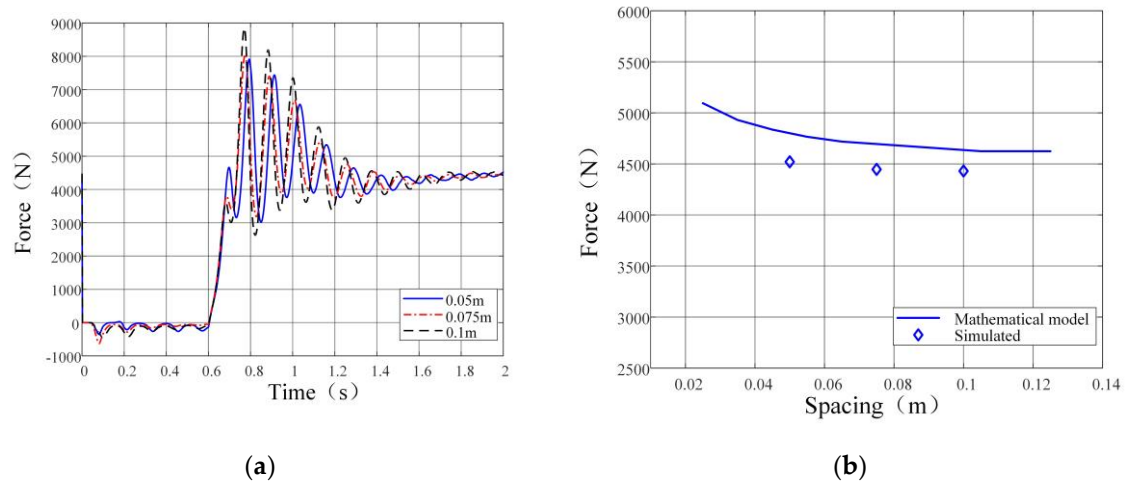 9000
8000
7000
6000
5000
4000
3000
2000
1000
0
-1000
Force（N）
0 0.2 0.4 0.6 0.8 1 1.2 1.4 1.6 1.8 2
Time（s）
0.05m
0.075m
0.1m
(a)
6000
5500
5000
4500
4000
3500
5000
2500
Force（N）
0.02 0.04 0.06 0.08 0.1 0.12 0.14
Spacing（m）
Mathematical model
Simulated
(b)